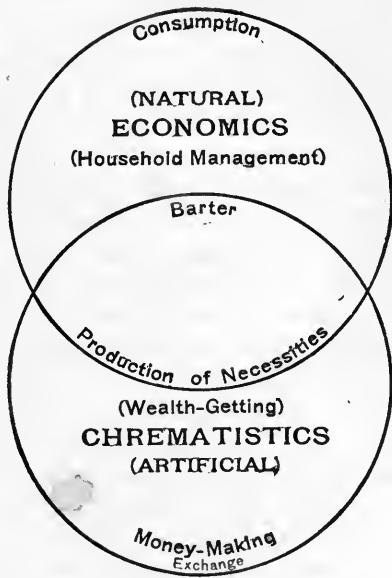 Consumption
(NATURAL)
ECONOMICS
(Household Management)
Barter
Production of Necessities
(Wealth-Getting)
CHREMATISTICS
(ARTIFICIAL)
Money-Making
Exchange